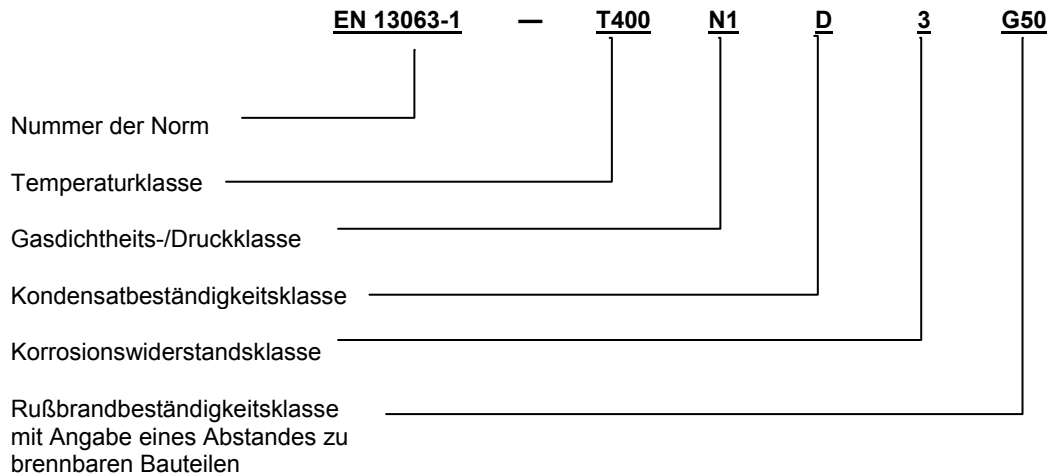 EN 13063-1 — T400 N1 D 3 G50
Nummer der Norm
Temperaturklasse
Gasdichtheits-/Druckklasse
Kondensatbeständigkeitsklasse
Korrosionswiderstandsklasse
Rußbrandbeständigkeitsklasse
mit Angabe eines Abstandes zu
brennbaren Bauteilen